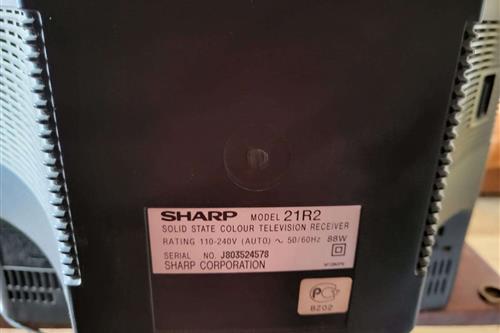 SHARP MODEL 21R2
SOLID STATE COLOUR TELEVISION RECEIVER
RATING 110-240V (AUTO) ~ 50/60Hz 88W
SERIAL NO. J803524578
SHARP CORPORATION
PC
BZ02